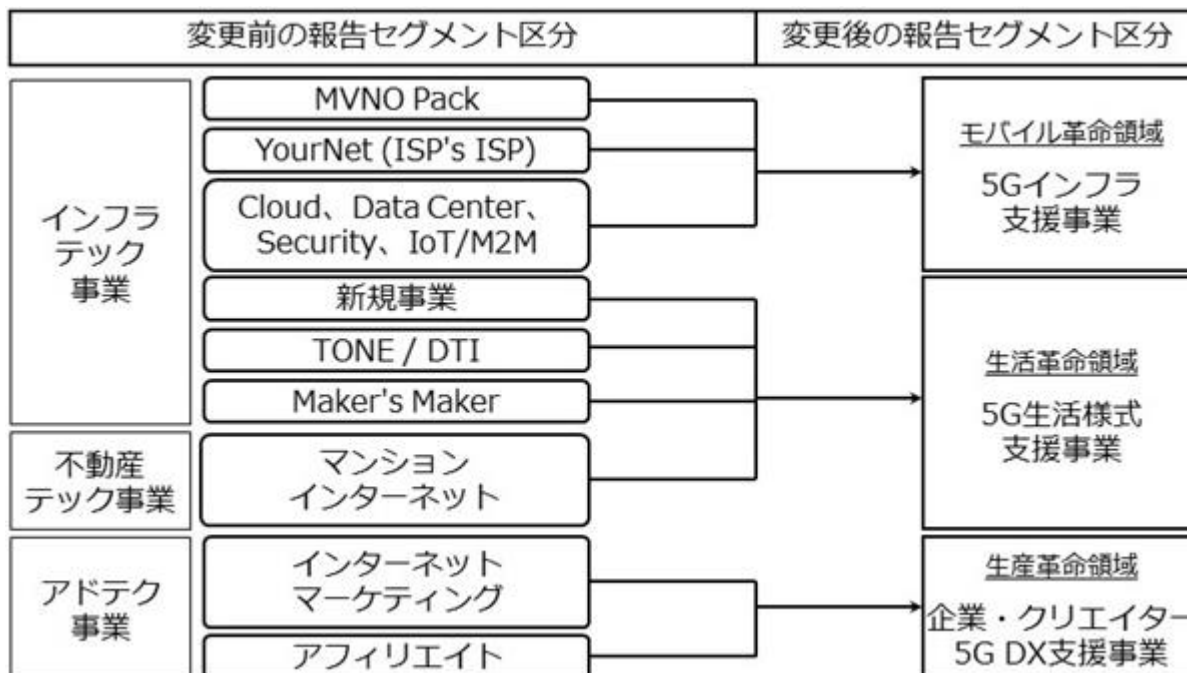 変更前の報告セグメント区分
変更後の報告セグメント区分
インフラ
テック
事業
MVNO Pack
YourNet (ISP's ISP)
Cloud、Data Center、
Security、IoT/M2M
新規事業
TONE / DTI
Maker's Maker
不動産
テック事業
マンション
インターネット
アドテク
事業
インターネット
マーケティング
アフィリエイト
モバイル革命領域
5Gインフラ
支援事業
生活革命領域
5G生活様式
支援事業
生産革命領域
企業・クリエイター
5G DX支援事業